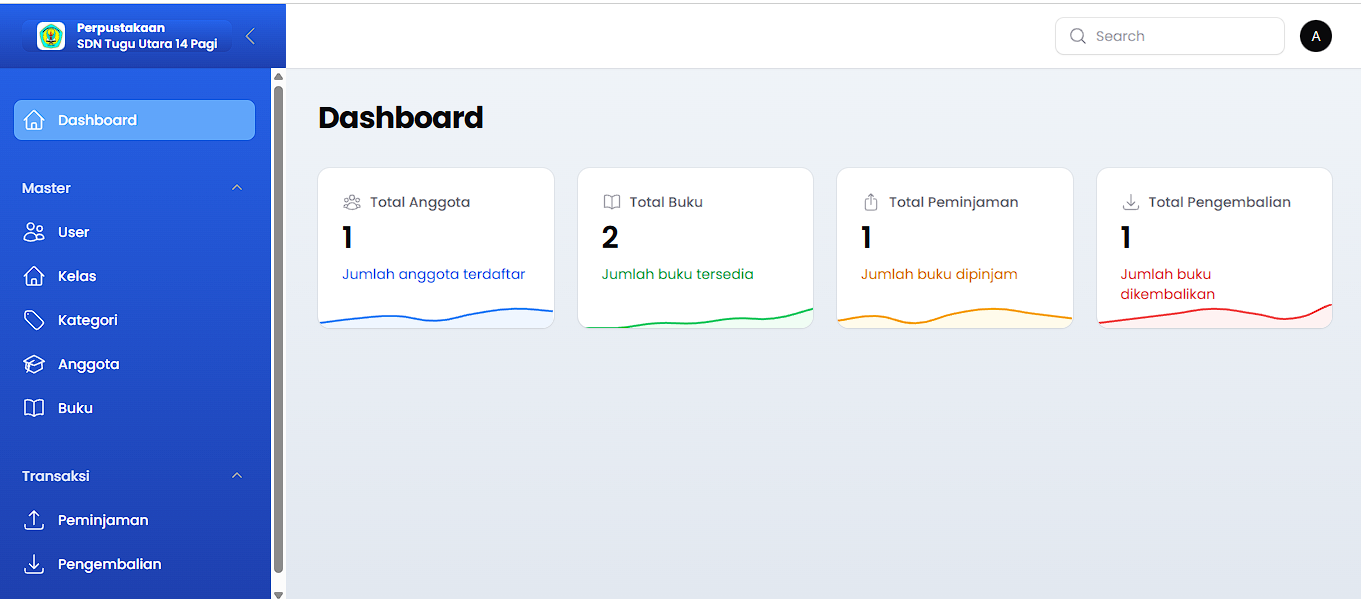 Perpustakaan
SDN Tugu Utara 14 Pagi
Search
A
Dashboard
Master
User
Kelas
Kategori
Anggota
Buku
Transaksi
Peminjaman
Pengembalian
Dashboard
Total Anggota
1
Jumlah anggota terdaftar
Total Buku
2
Jumlah buku tersedia
Total Peminjaman
1
Jumlah buku dipinjam
Total Pengembalian
1
Jumlah buku
dikembalikan